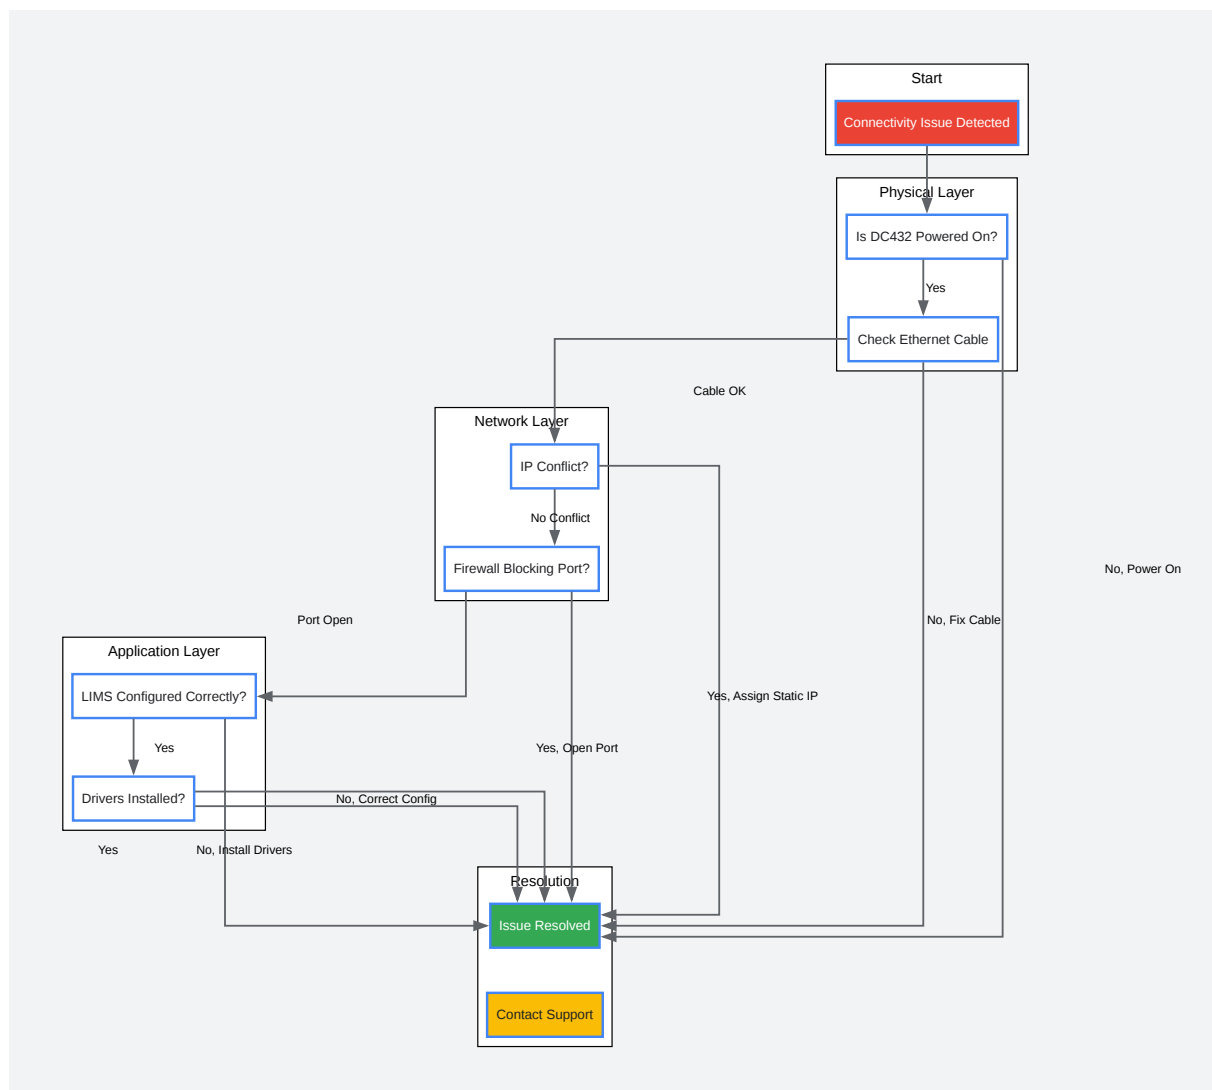 Start
Connectivity Issue Detected
Physical Layer
Is DC432 Powered On?
Yes
Check Ethernet Cable
Cable OK
Network Layer
IP Conflict?
No Conflict
Firewall Blocking Port?
No, Power On
Port Open
No, Fix Cable
Application Layer
LIMS Configured Correctly?
Yes, Assign Static IP
Yes
Yes, Open Port
Drivers Installed?
No, Correct Config
Yes
No, Install Drivers
Resolution
Issue Resolved
Contact Support